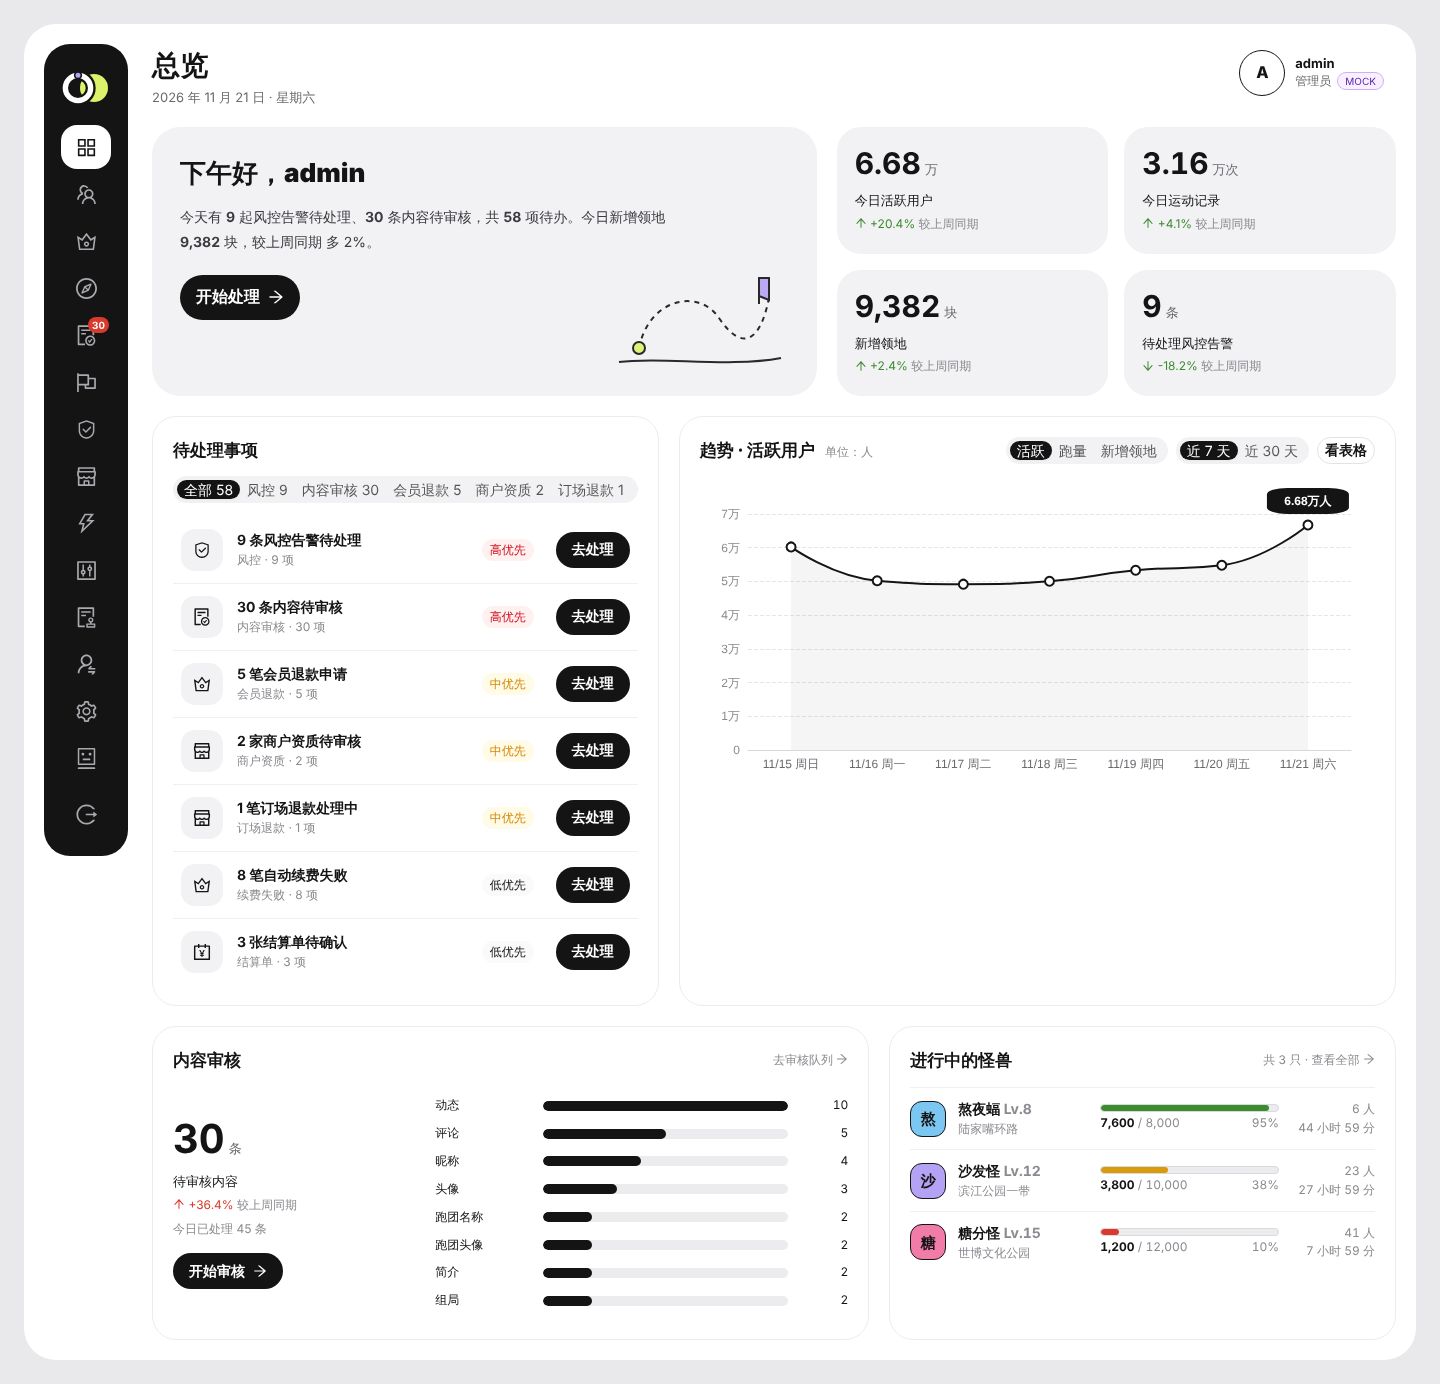 总览
2026 年 11 月 21 日 · 星期六
A
admin
管理员 MOCK
30
下午好，admin
今天有 9 起风控告警待处理、30 条内容待审核，共 58 项待办。今日新增领地
9,382 块，较上周同期 多 2%。
开始处理
6.68 万
今日活跃用户
+20.4% 较上周同期
3.16 万次
今日运动记录
+4.1% 较上周同期
9,382 块
新增领地
+2.4% 较上周同期
9 条
待处理风控告警
-18.2% 较上周同期
待处理事项
全部 58 风控 9 内容审核 30 会员退款 5 商户资质 2 订场退款 1
9 条风控告警待处理
风控 · 9 项
高优先 去处理
30 条内容待审核
内容审核 · 30 项
高优先 去处理
5 笔会员退款申请
会员退款 · 5 项
中优先 去处理
2 家商户资质待审核
商户资质 · 2 项
中优先 去处理
1 笔订场退款处理中
订场退款 · 1 项
中优先 去处理
8 笔自动续费失败
续费失败 · 8 项
低优先 去处理
3 张结算单待确认
结算单 · 3 项
低优先 去处理
趋势 · 活跃用户 单位：人
活跃 跑量 新增领地 近 7 天 近 30 天 看表格
6.68万人
7万
6万
5万
4万
3万
2万
1万
0
11/15 周日 11/16 周一 11/17 周二 11/18 周三 11/19 周四 11/20 周五 11/21 周六
内容审核 去审核队列
30 条
待审核内容
+36.4% 较上周同期
今日已处理 45 条
开始审核
动态 10
评论 5
昵称 4
头像 3
跑团名称 2
跑团头像 2
简介 2
组局 2
进行中的怪兽 共 3 只 · 查看全部
熬 熬夜蝠 Lv.8
陆家嘴环路
7,600 / 8,000 95%
6 人
44 小时 59 分
沙 沙发怪 Lv.12
滨江公园一带
3,800 / 10,000 38%
23 人
27 小时 59 分
糖 糖分怪 Lv.15
世博文化公园
1,200 / 12,000 10%
41 人
7 小时 59 分